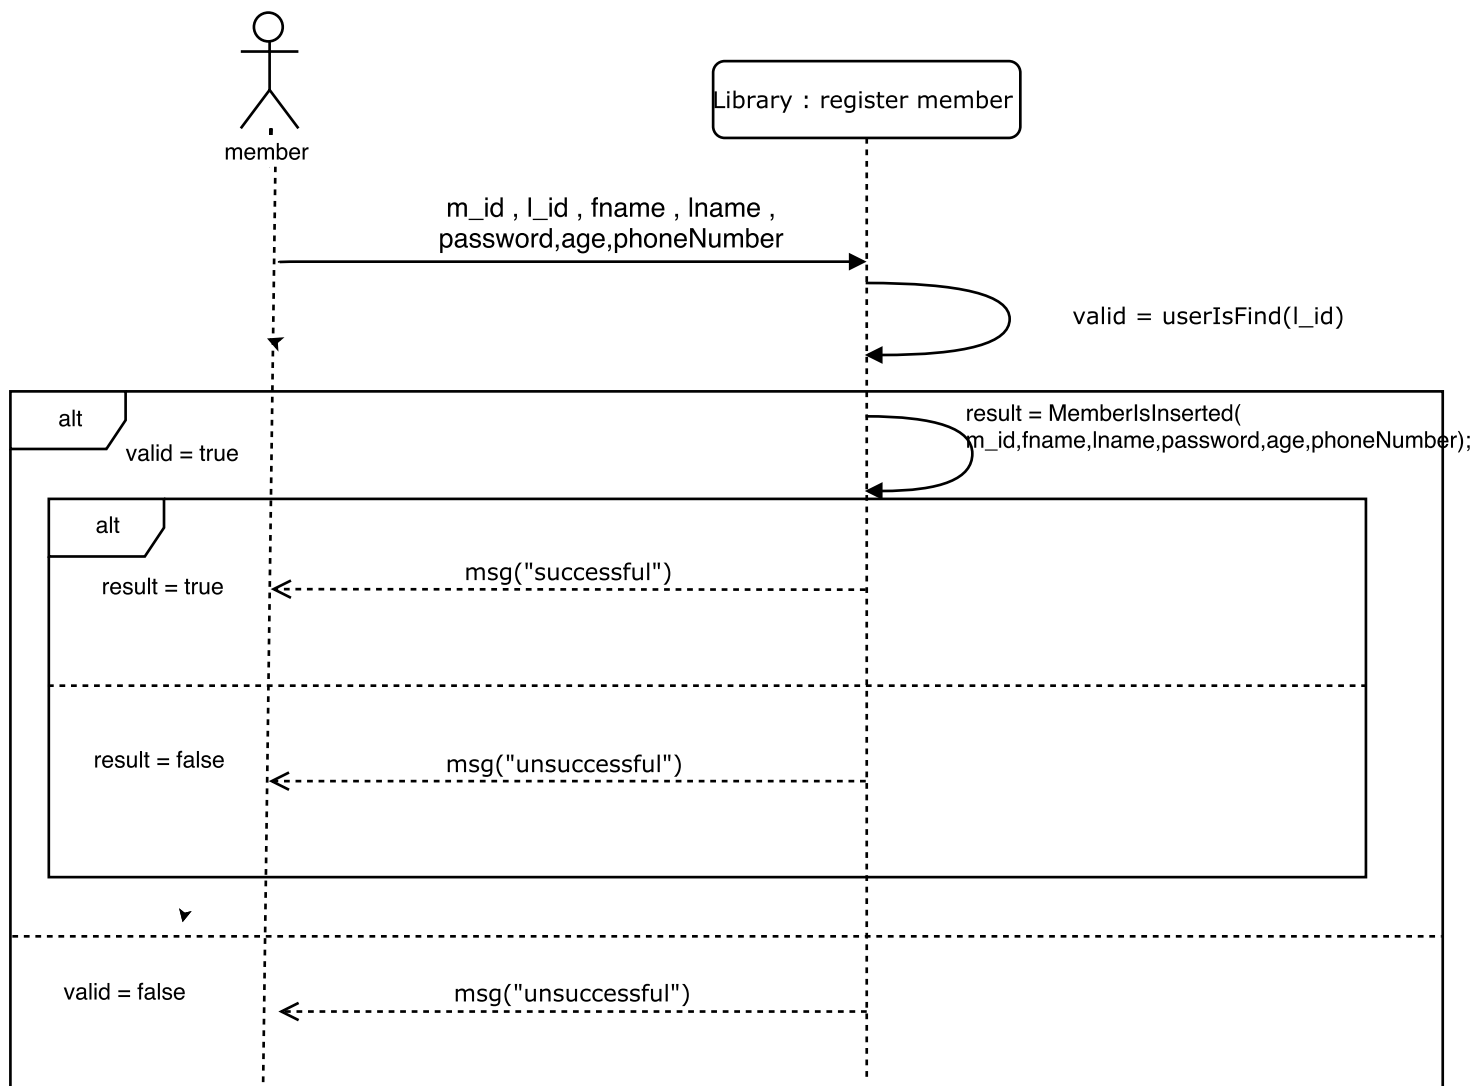 member
Library : register member
m_id , l_id , fname , lname ,
password,age,phoneNumber
valid = userIsFind(l_id)
alt
valid = true
result = MemberIsInserted(
m_id,fname,lname,password,age,phoneNumber);
alt
result = true
msg("successful")
result = false
msg("unsuccessful")
valid = false
msg("unsuccessful")